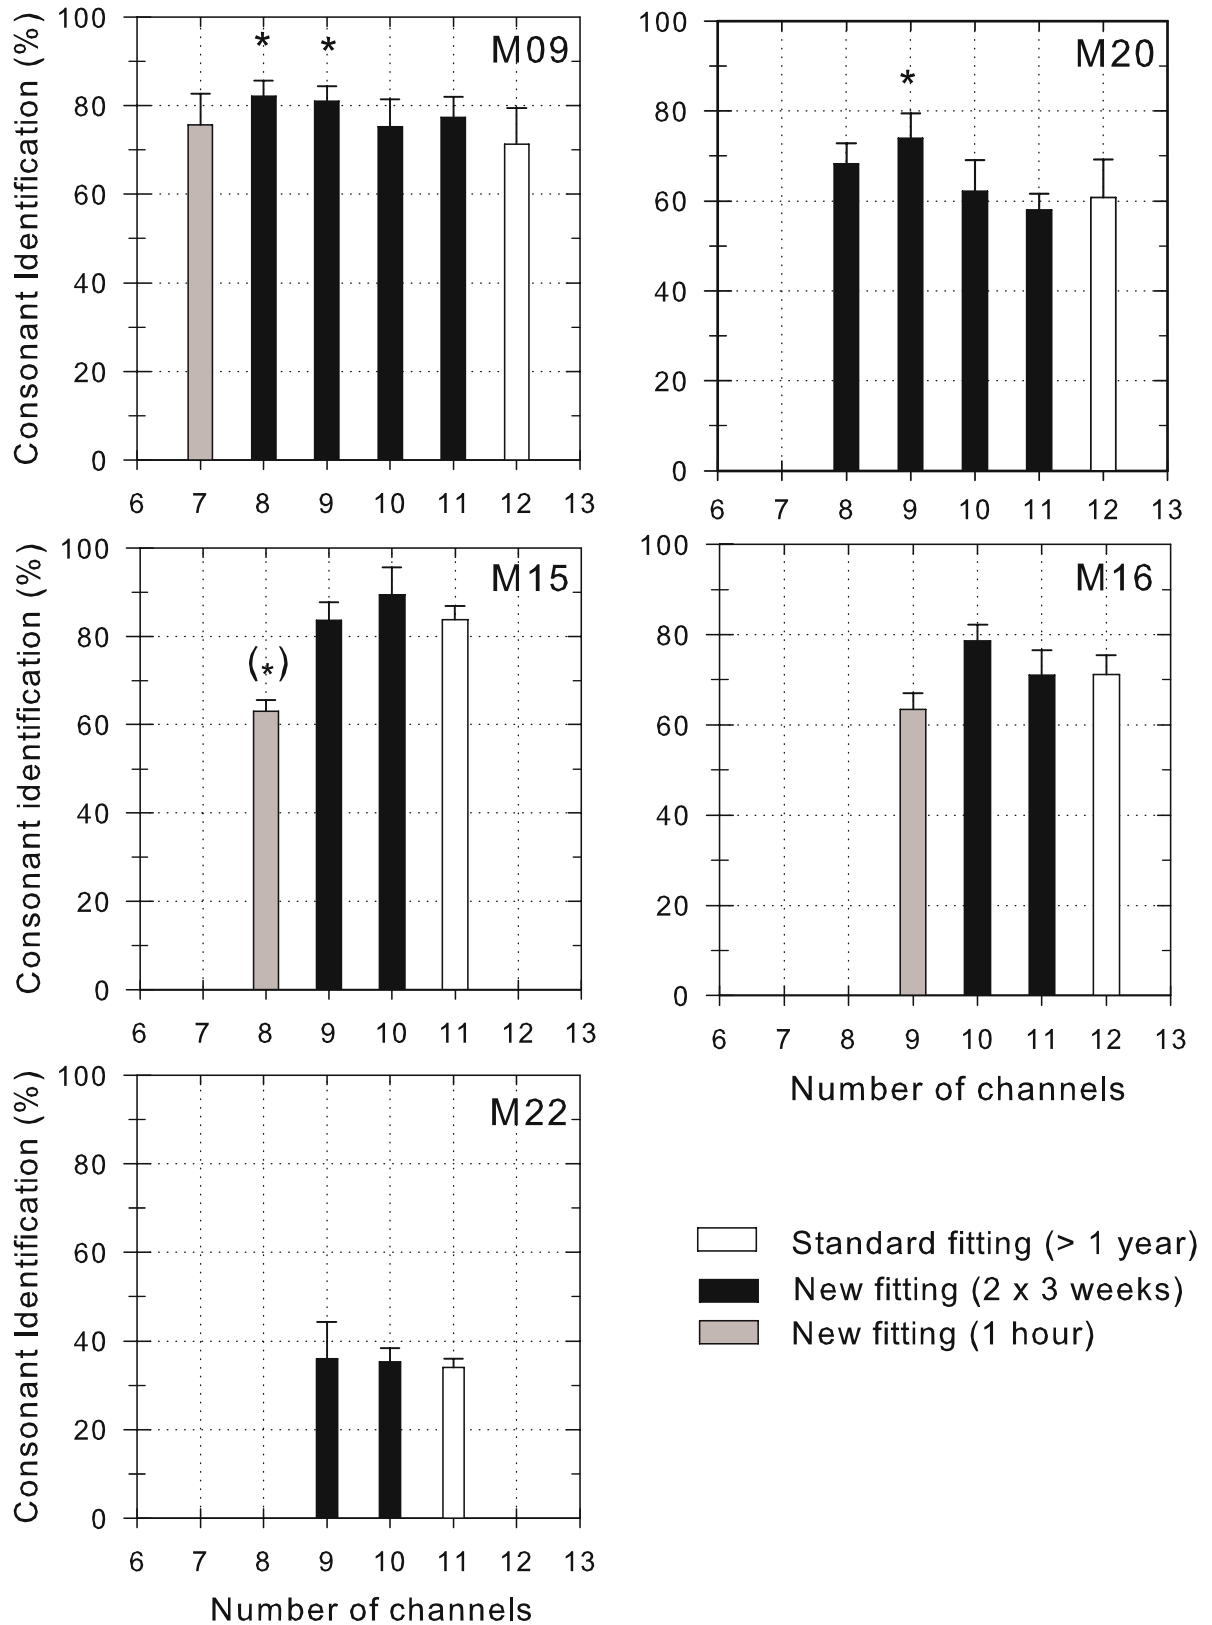 Consonant Identification (%)
M09
100
80
60
40
20
0
* *
6 7 8 9 10 11 12 13
M20
100
80
60
40
20
0
*
6 7 8 9 10 11 12 13
Consonant identification (%)
M15
100
80
60
40
20
0
(*)
6 7 8 9 10 11 12 13
M16
100
80
60
40
20
0
6 7 8 9 10 11 12 13
Number of channels
Consonant Identification (%)
M22
100
80
60
40
20
0
6 7 8 9 10 11 12 13
Number of channels
Standard fitting (> 1 year)
New fitting (2 x 3 weeks)
New fitting (1 hour)